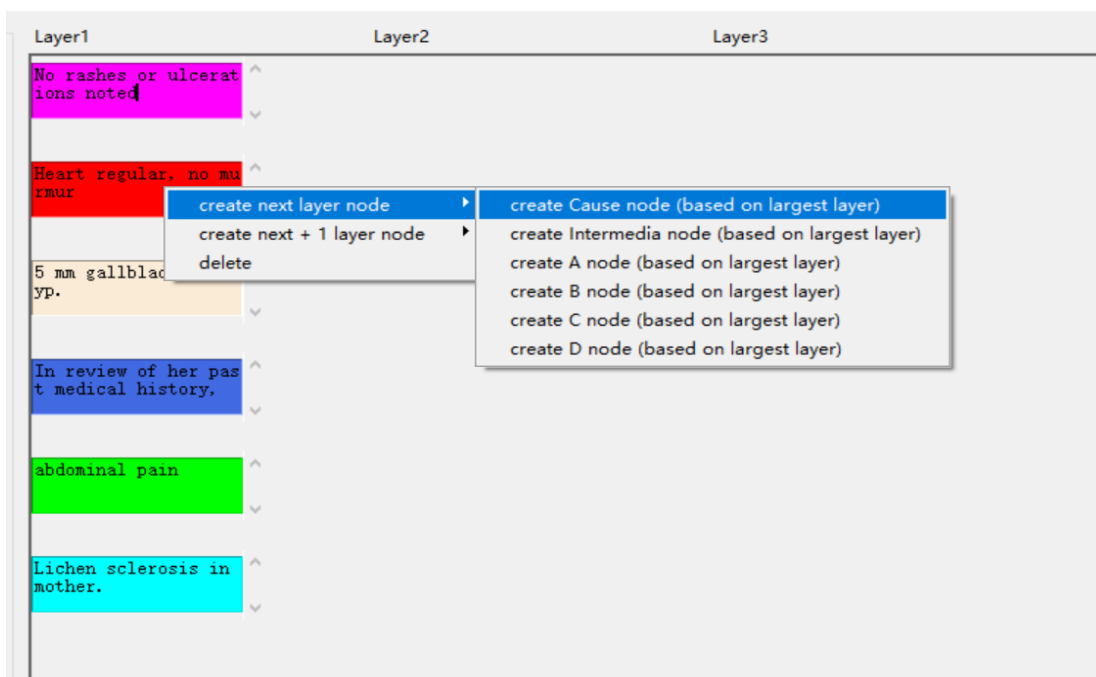 Layer1 Layer2 Layer3
No rashes or ulcerat
ions noted
Heart regular, no mu
rmur
create next layer node
create next + 1 layer node
delete
create Cause node (based on largest layer)
create Intermedia node (based on largest layer)
create A node (based on largest layer)
create B node (based on largest layer)
create C node (based on largest layer)
create D node (based on largest layer)
5 mm gallblad
yp.
In review of her pas
t medical history,
abdominal pain
Lichen sclerosis in
mother.